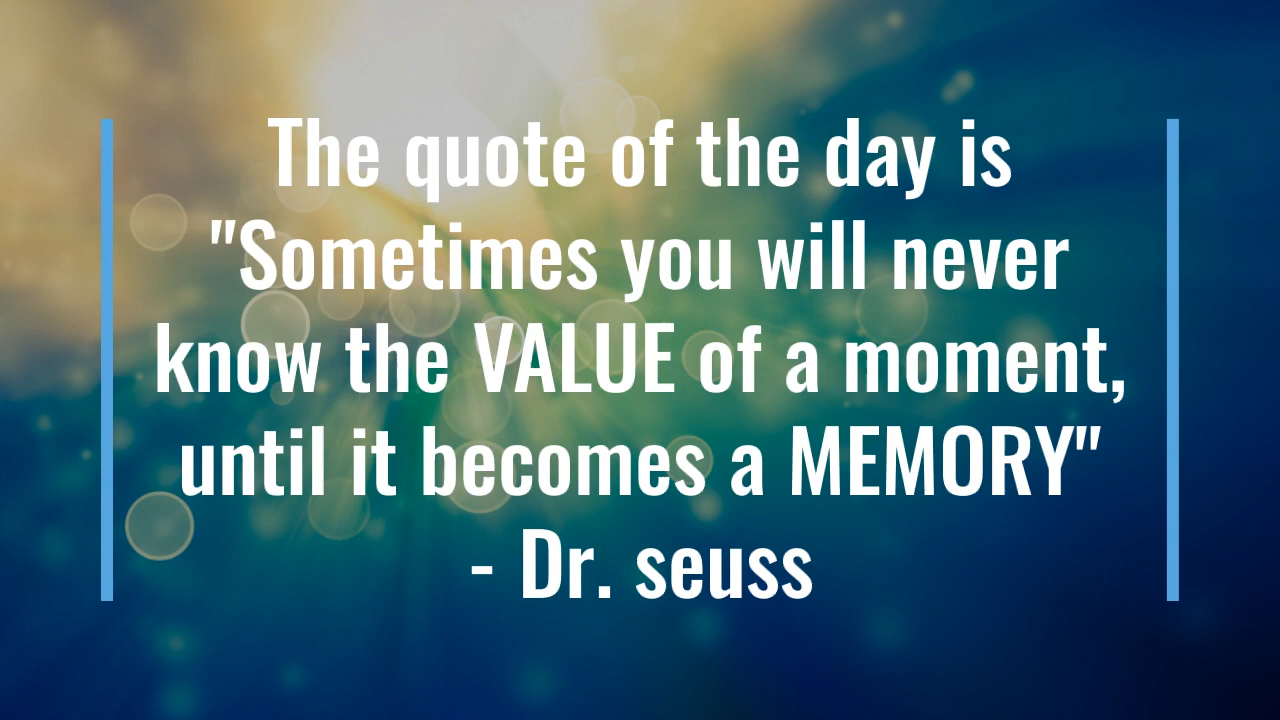 The quote of the day is
"Sometimes you will never
know the VALUE of a moment,
until it becomes a MEMORY"
- Dr. seuss